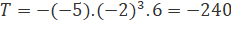 T = −(−5).(−2)³.6 = −240